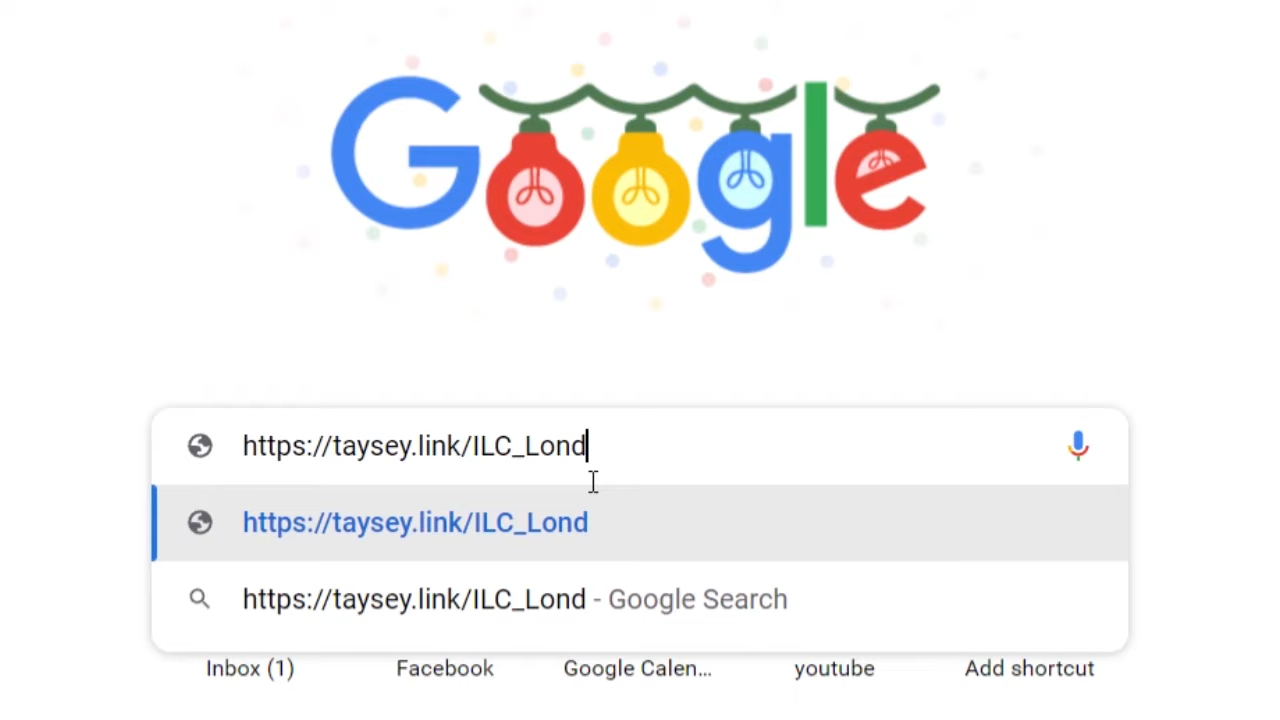 Google
https://taysey.link/ILC_Lond
https://taysey.link/ILC_Lond
https://taysey.link/ILC_Lond - Google Search
Inbox (1) Facebook Google Calen... youtube Add shortcut